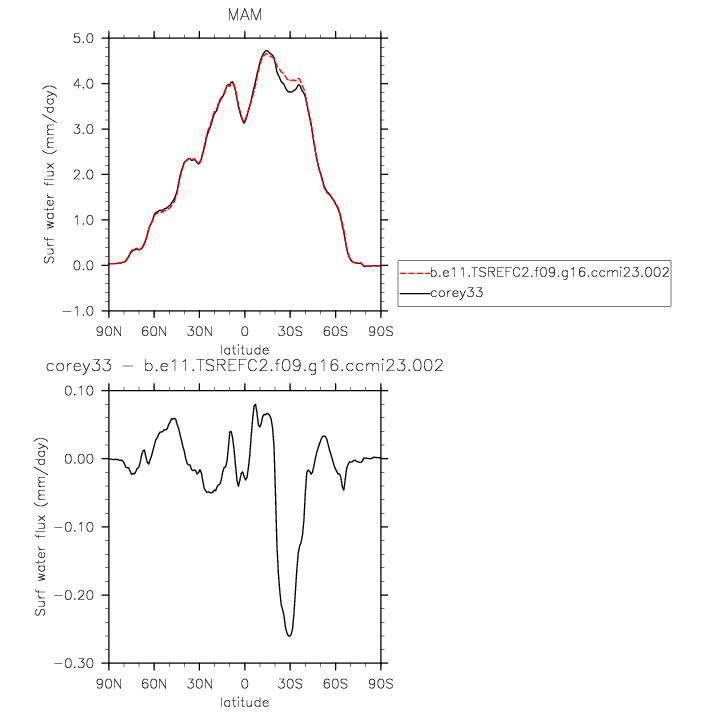 MAM
5.0
4.0
3.0
2.0
1.0
0.0
−1.0
Surf water flux (mm/day)
90N 60N 30N 0 30S 60S 90S
latitude
b.e11.TSREFC2.f09.g16.ccmi23.002
corey33
corey33 − b.e11.TSREFC2.f09.g16.ccmi23.002
0.10
0.00
−0.10
−0.20
−0.30
Surf water flux (mm/day)
90N 60N 30N 0 30S 60S 90S
latitude